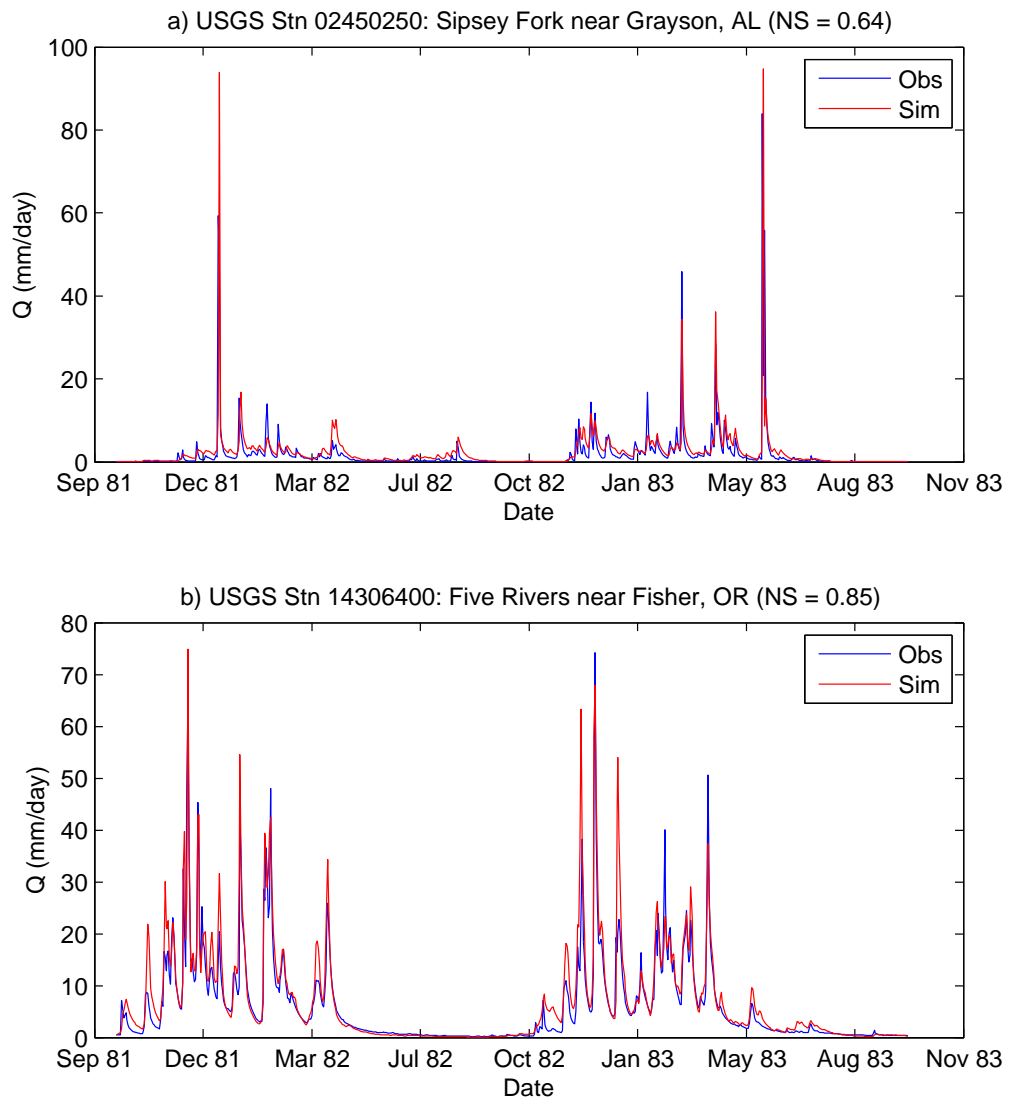 a) USGS Stn 02450250: Sipsey Fork near Grayson, AL (NS = 0.64)
100
80
60
40
20
0
Q (mm/day)
Obs
Sim
Sep 81 Dec 81 Mar 82 Jul 82 Oct 82 Jan 83 May 83 Aug 83 Nov 83
Date
b) USGS Stn 14306400: Five Rivers near Fisher, OR (NS = 0.85)
80
70
60
50
40
30
20
10
0
Q (mm/day)
Obs
Sim
Sep 81 Dec 81 Mar 82 Jul 82 Oct 82 Jan 83 May 83 Aug 83 Nov 83
Date